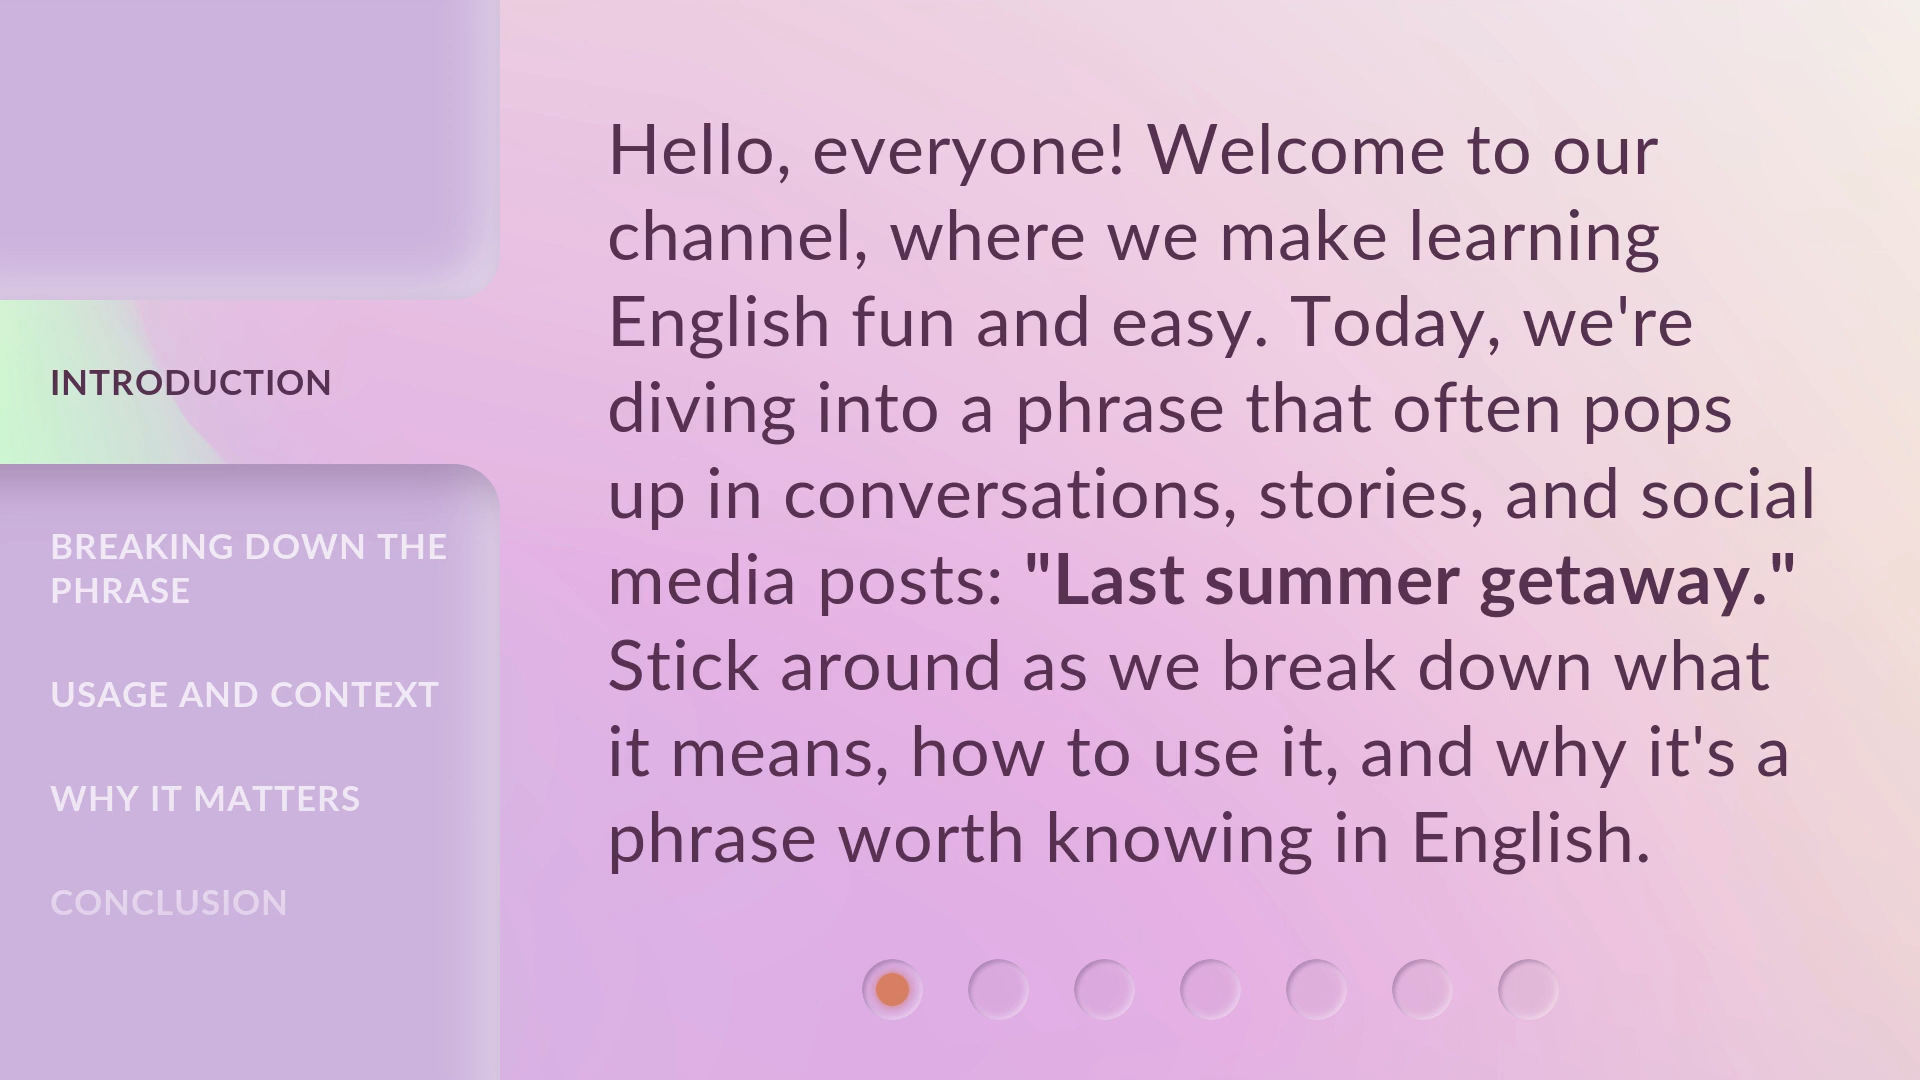 INTRODUCTION
BREAKING DOWN THE
PHRASE
USAGE AND CONTEXT
WHY IT MATTERS
CONCLUSION
Hello, everyone! Welcome to our
channel, where we make learning
English fun and easy. Today, we're
diving into a phrase that often pops
up in conversations, stories, and social
media posts: "Last summer getaway."
Stick around as we break down what
it means, how to use it, and why it's a
phrase worth knowing in English.